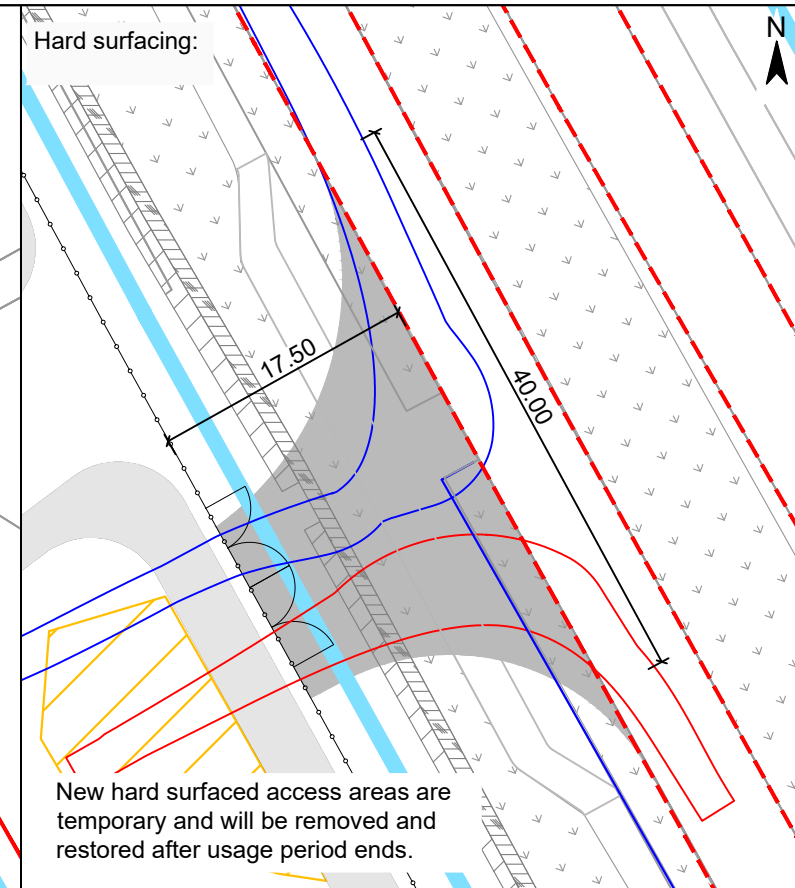 Hard surfacing:
N
17.50
40.00
New hard surfaced access areas are
temporary and will be removed and
restored after usage period ends.